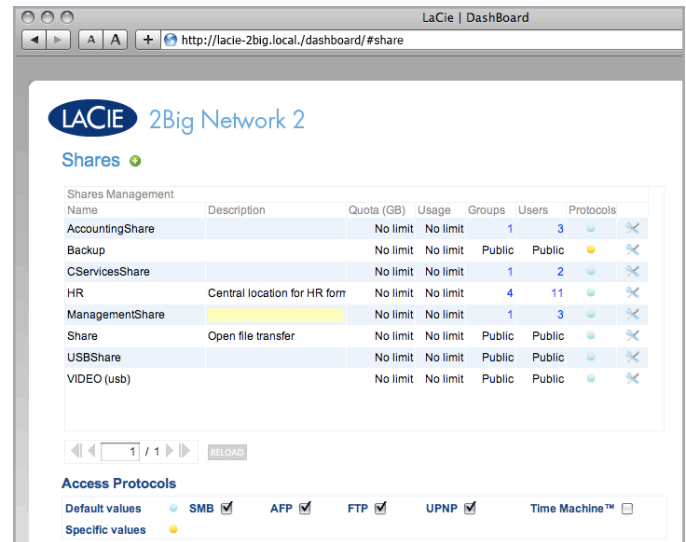 LaCie | DashBoard
A A + http://lacie-2big.local./dashboard/#share
LACIE 2Big Network 2
Shares
Shares Management
Name Description Quota (GB) Usage Groups Users Protocols
AccountingShare No limit No limit 1 3
Backup No limit No limit Public Public
CServicesShare No limit No limit 1 2
HR Central location for HR form No limit No limit 4 11
ManagementShare No limit No limit 1 3
Share Open file transfer No limit No limit Public Public
USBShare No limit No limit Public Public
VIDEO (usb) No limit No limit Public Public
1 / 1 RELOAD
Access Protocols
Default values SMB AFP FTP UPNP Time Machine™
Specific values